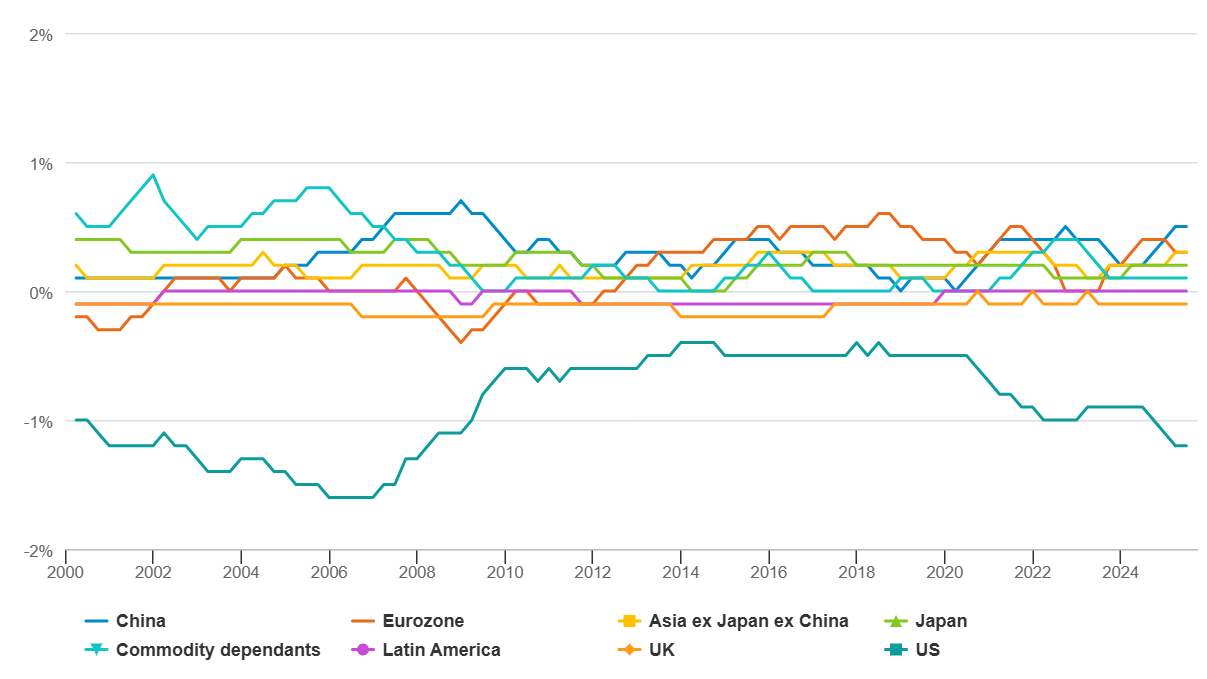 2%
1%
0%
-1%
-2%
2000 2002 2004 2006 2008 2010 2012 2014 2016 2018 2020 2022 2024
China Eurozone Asia ex Japan ex China Japan
Commodity dependants Latin America UK US